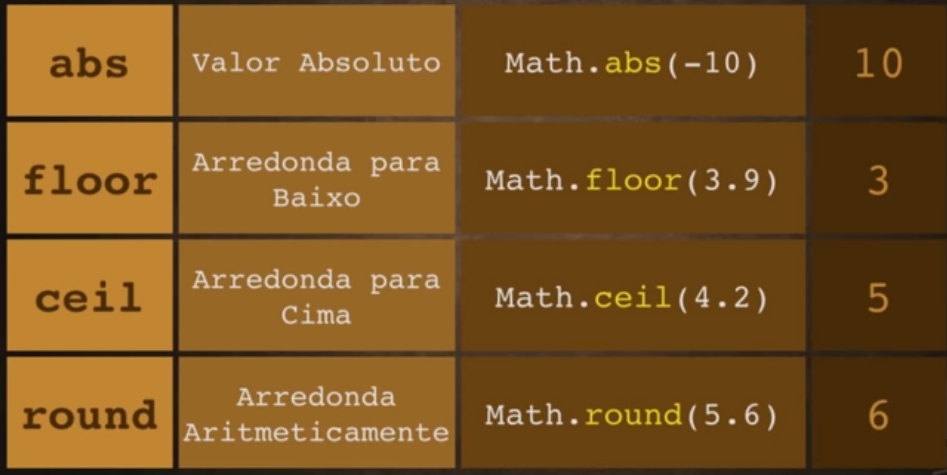 abs
Valor Absoluto
Math.abs(-10)
10
floor
Arredonda para
Baixo
Math.floor(3.9)
3
ceil
Arredonda para
Cima
Math.ceil(4.2)
5
round
Arredonda
Aritmeticamente
Math.round(5.6)
6